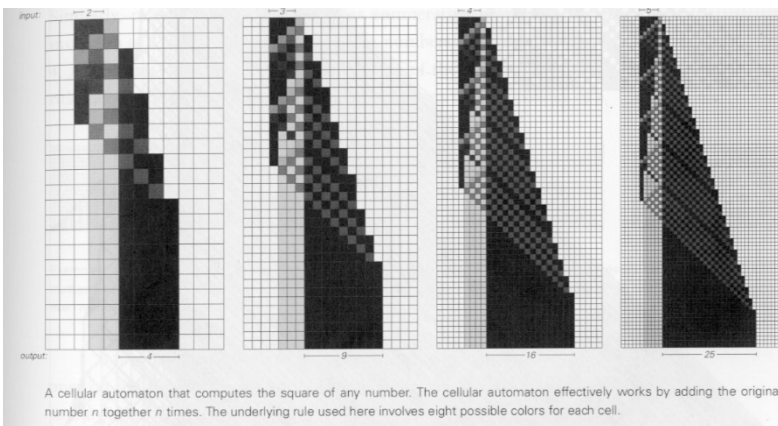 input:
2
3
4
5
output:
4
9
16
25
A cellular automaton that computes the square of any number. The cellular automaton effectively works by adding the origina
number n together n times. The underlying rule used here involves eight possible colors for each cell.